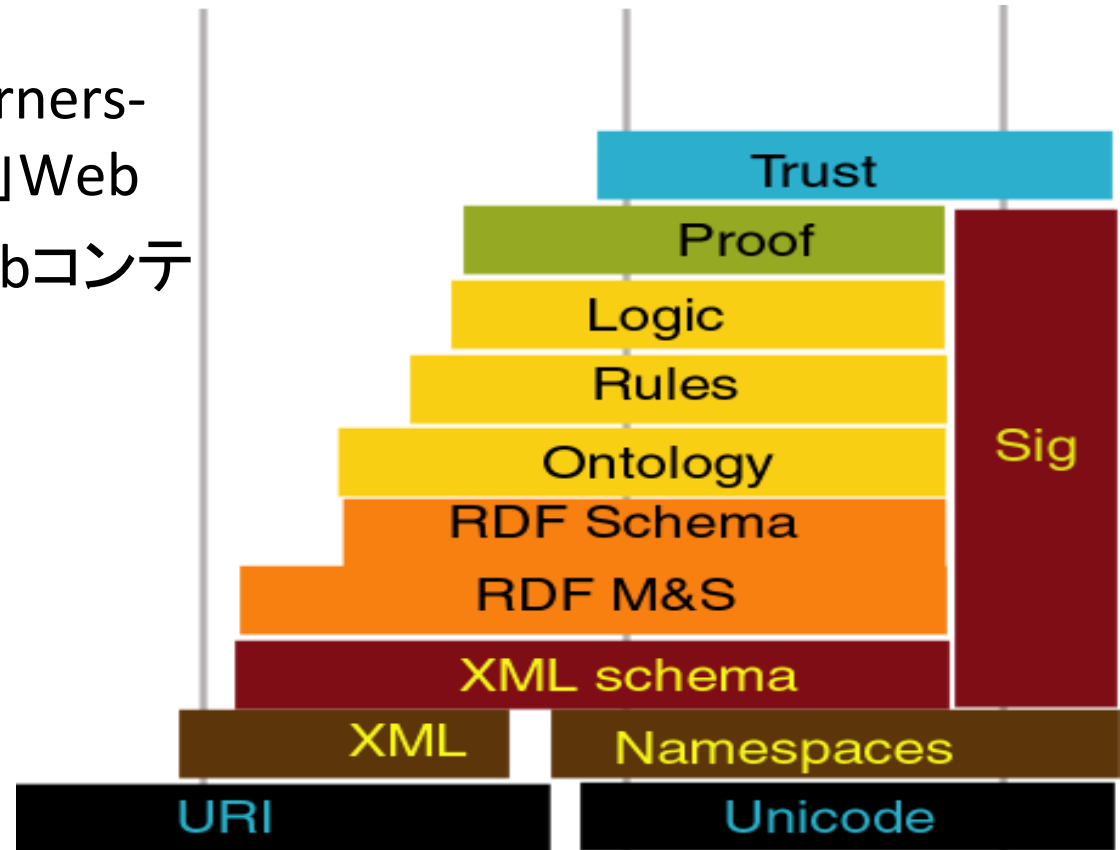 rners-
」Web
bコンテ
Trust
Proof
Logic
Rules
Ontology
Sig
RDF Schema
RDF M&S
XML schema
XML
Namespaces
URI
Unicode